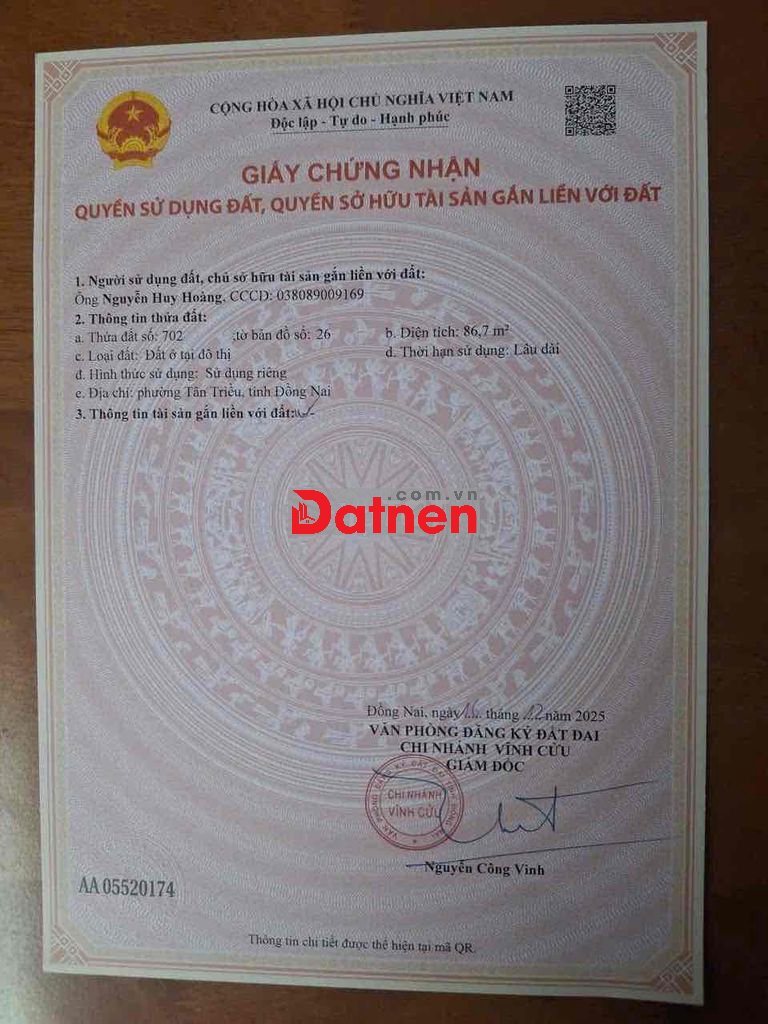 CỘNG HÒA XÃ HỘI CHỦ NGHĨA VIỆT NAM
Độc lập - Tự do - Hạnh phúc
GIẤY CHỨNG NHẬN
QUYỀN SỬ DỤNG ĐẤT, QUYỀN SỞ HỮU TÀI SẢN GẮN LIỀN VỚI ĐẤT
1. Người sử dụng đất, chủ sở hữu tài sản gắn liền với đất:
Ông Nguyễn Huy Hoàng, CCCD: 038089009169
2. Thông tin thửa đất:
a. Thửa đất số: 702 ;tờ bản đồ số: 26 b. Diện tích: 86,7 m²
c. Loại đất: Đất ở tại đô thị d. Thời hạn sử dụng: Lâu dài
đ. Hình thức sử dụng: Sử dụng riêng
e. Địa chỉ: phường Tân Triều, tỉnh Đồng Nai
3. Thông tin tài sản gắn liền với đất:
.com.vn
Datnen
Đồng Nai, ngày tháng 12 năm 2025
VĂN PHÒNG ĐĂNG KÝ ĐẤT ĐAI
CHI NHÁNH VĨNH CỬU
GIÁM ĐỐC
CHI NHÁNH
VĨNH CỬU
Nguyễn Công Vinh
AA 05520174
Thông tin chi tiết được thể hiện tại mã QR.